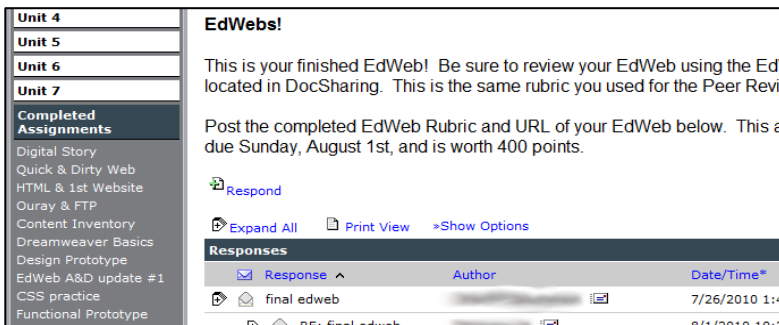 Unit 4
Unit 5
Unit 6
Unit 7
Completed
Assignments
Digital Story
Quick & Dirty Web
HTML & 1st Website
Ouray & FTP
Content Inventory
Dreamweaver Basics
Design Prototype
EdWeb A&D update #1
CSS practice
Functional Prototype
EdWebs!
This is your finished EdWeb! Be sure to review your EdWeb using the
located in DocSharing. This is the same rubric you used for the Peer
Post the completed EdWeb Rubric and URL of your EdWeb below. This
due Sunday, August 1st, and is worth 400 points.
Respond
Expand All Print View »Show Options
Responses
Response Author Date/Time*
final edweb 7/26/2010
RE: final edweb 8/1/2010